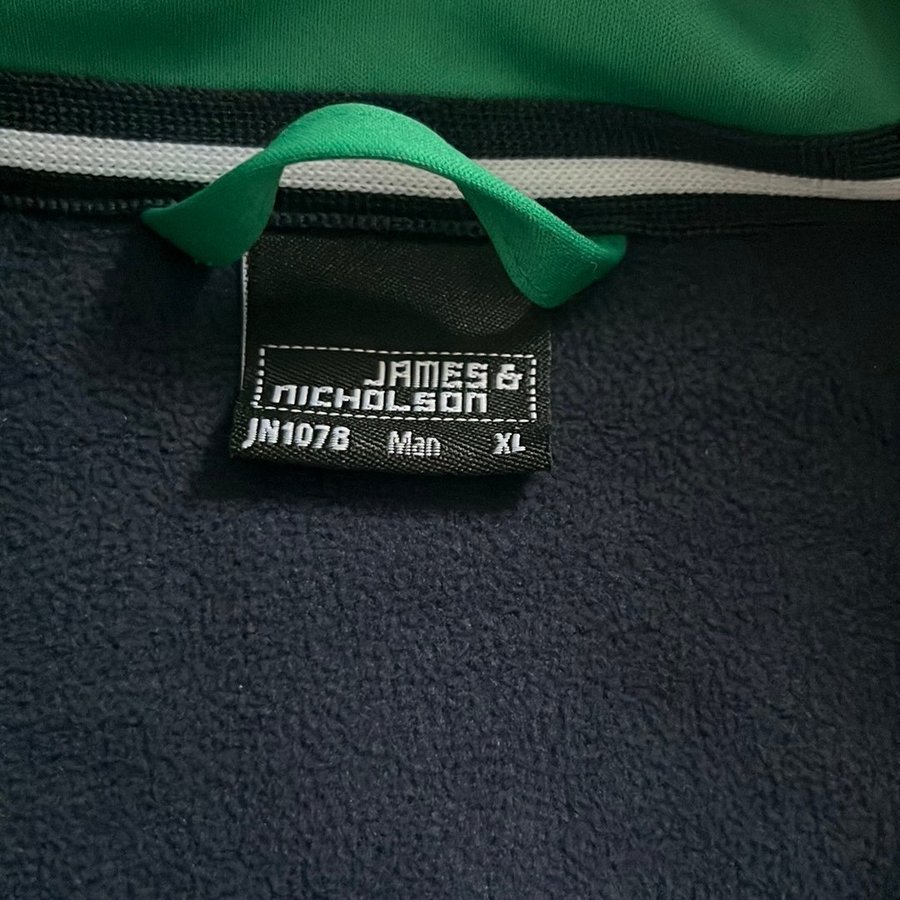 JAMES &
NICHOLSON
JN1078 Man XL